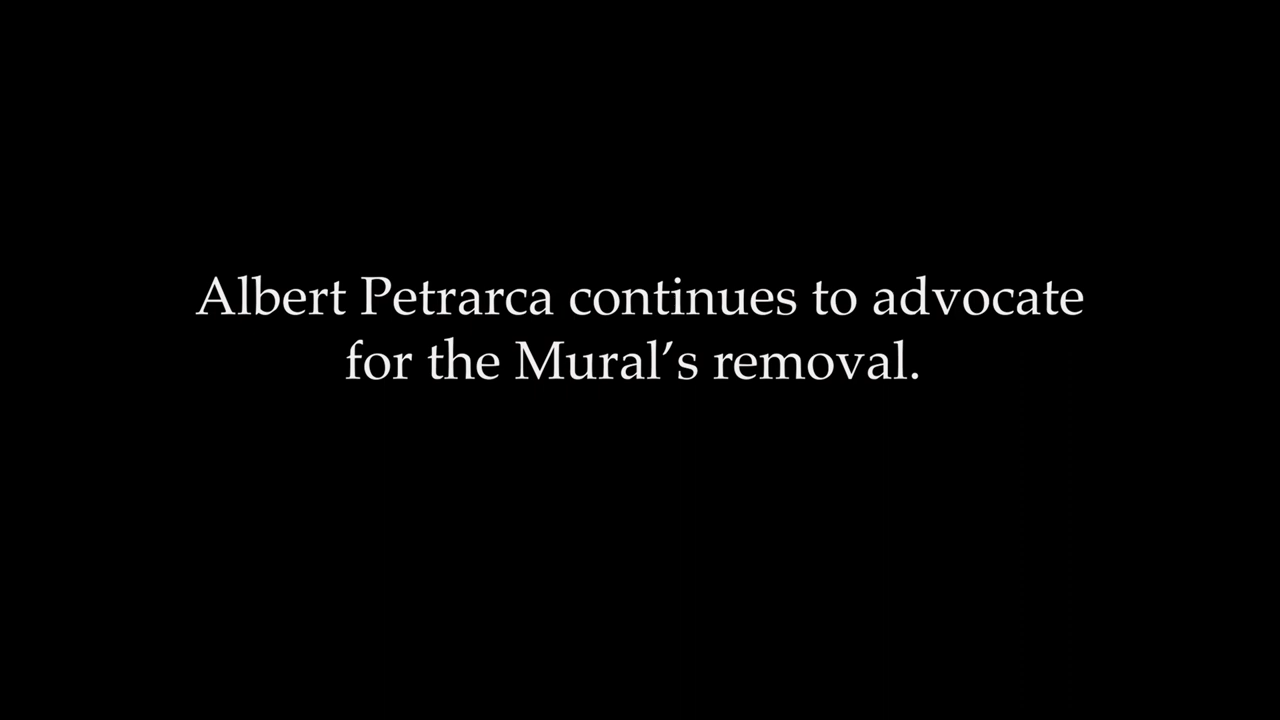 Albert Petrarca continues to advocate
for the Mural’s removal.